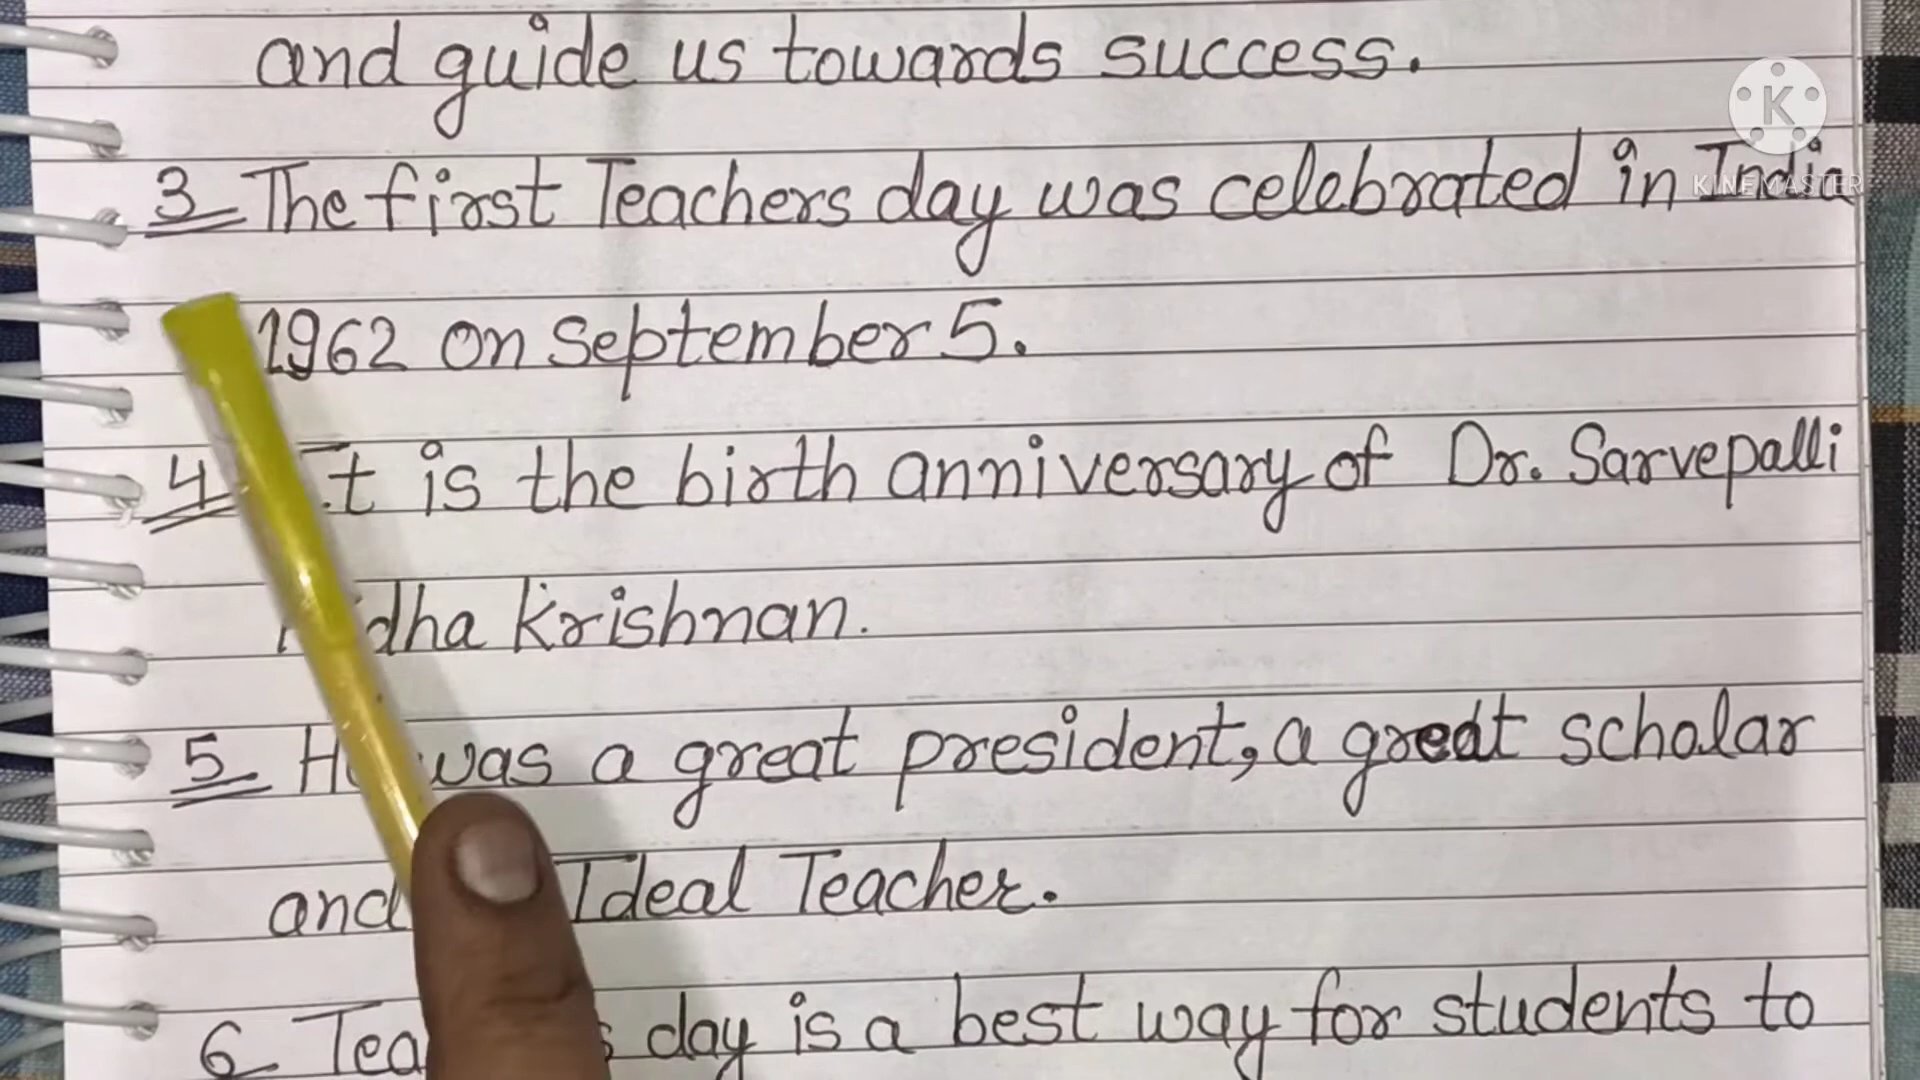 and guide us towards success.
3 The first Teachers day was celebrated in India
1962 on September 5.
4 It is the birth anniversary of Dr. Sarvepalli
dha Krishnan.
5 He was a great president, a great scholar
and Ideal Teacher.
6 day is a best way for students to
K
KINEMASTER